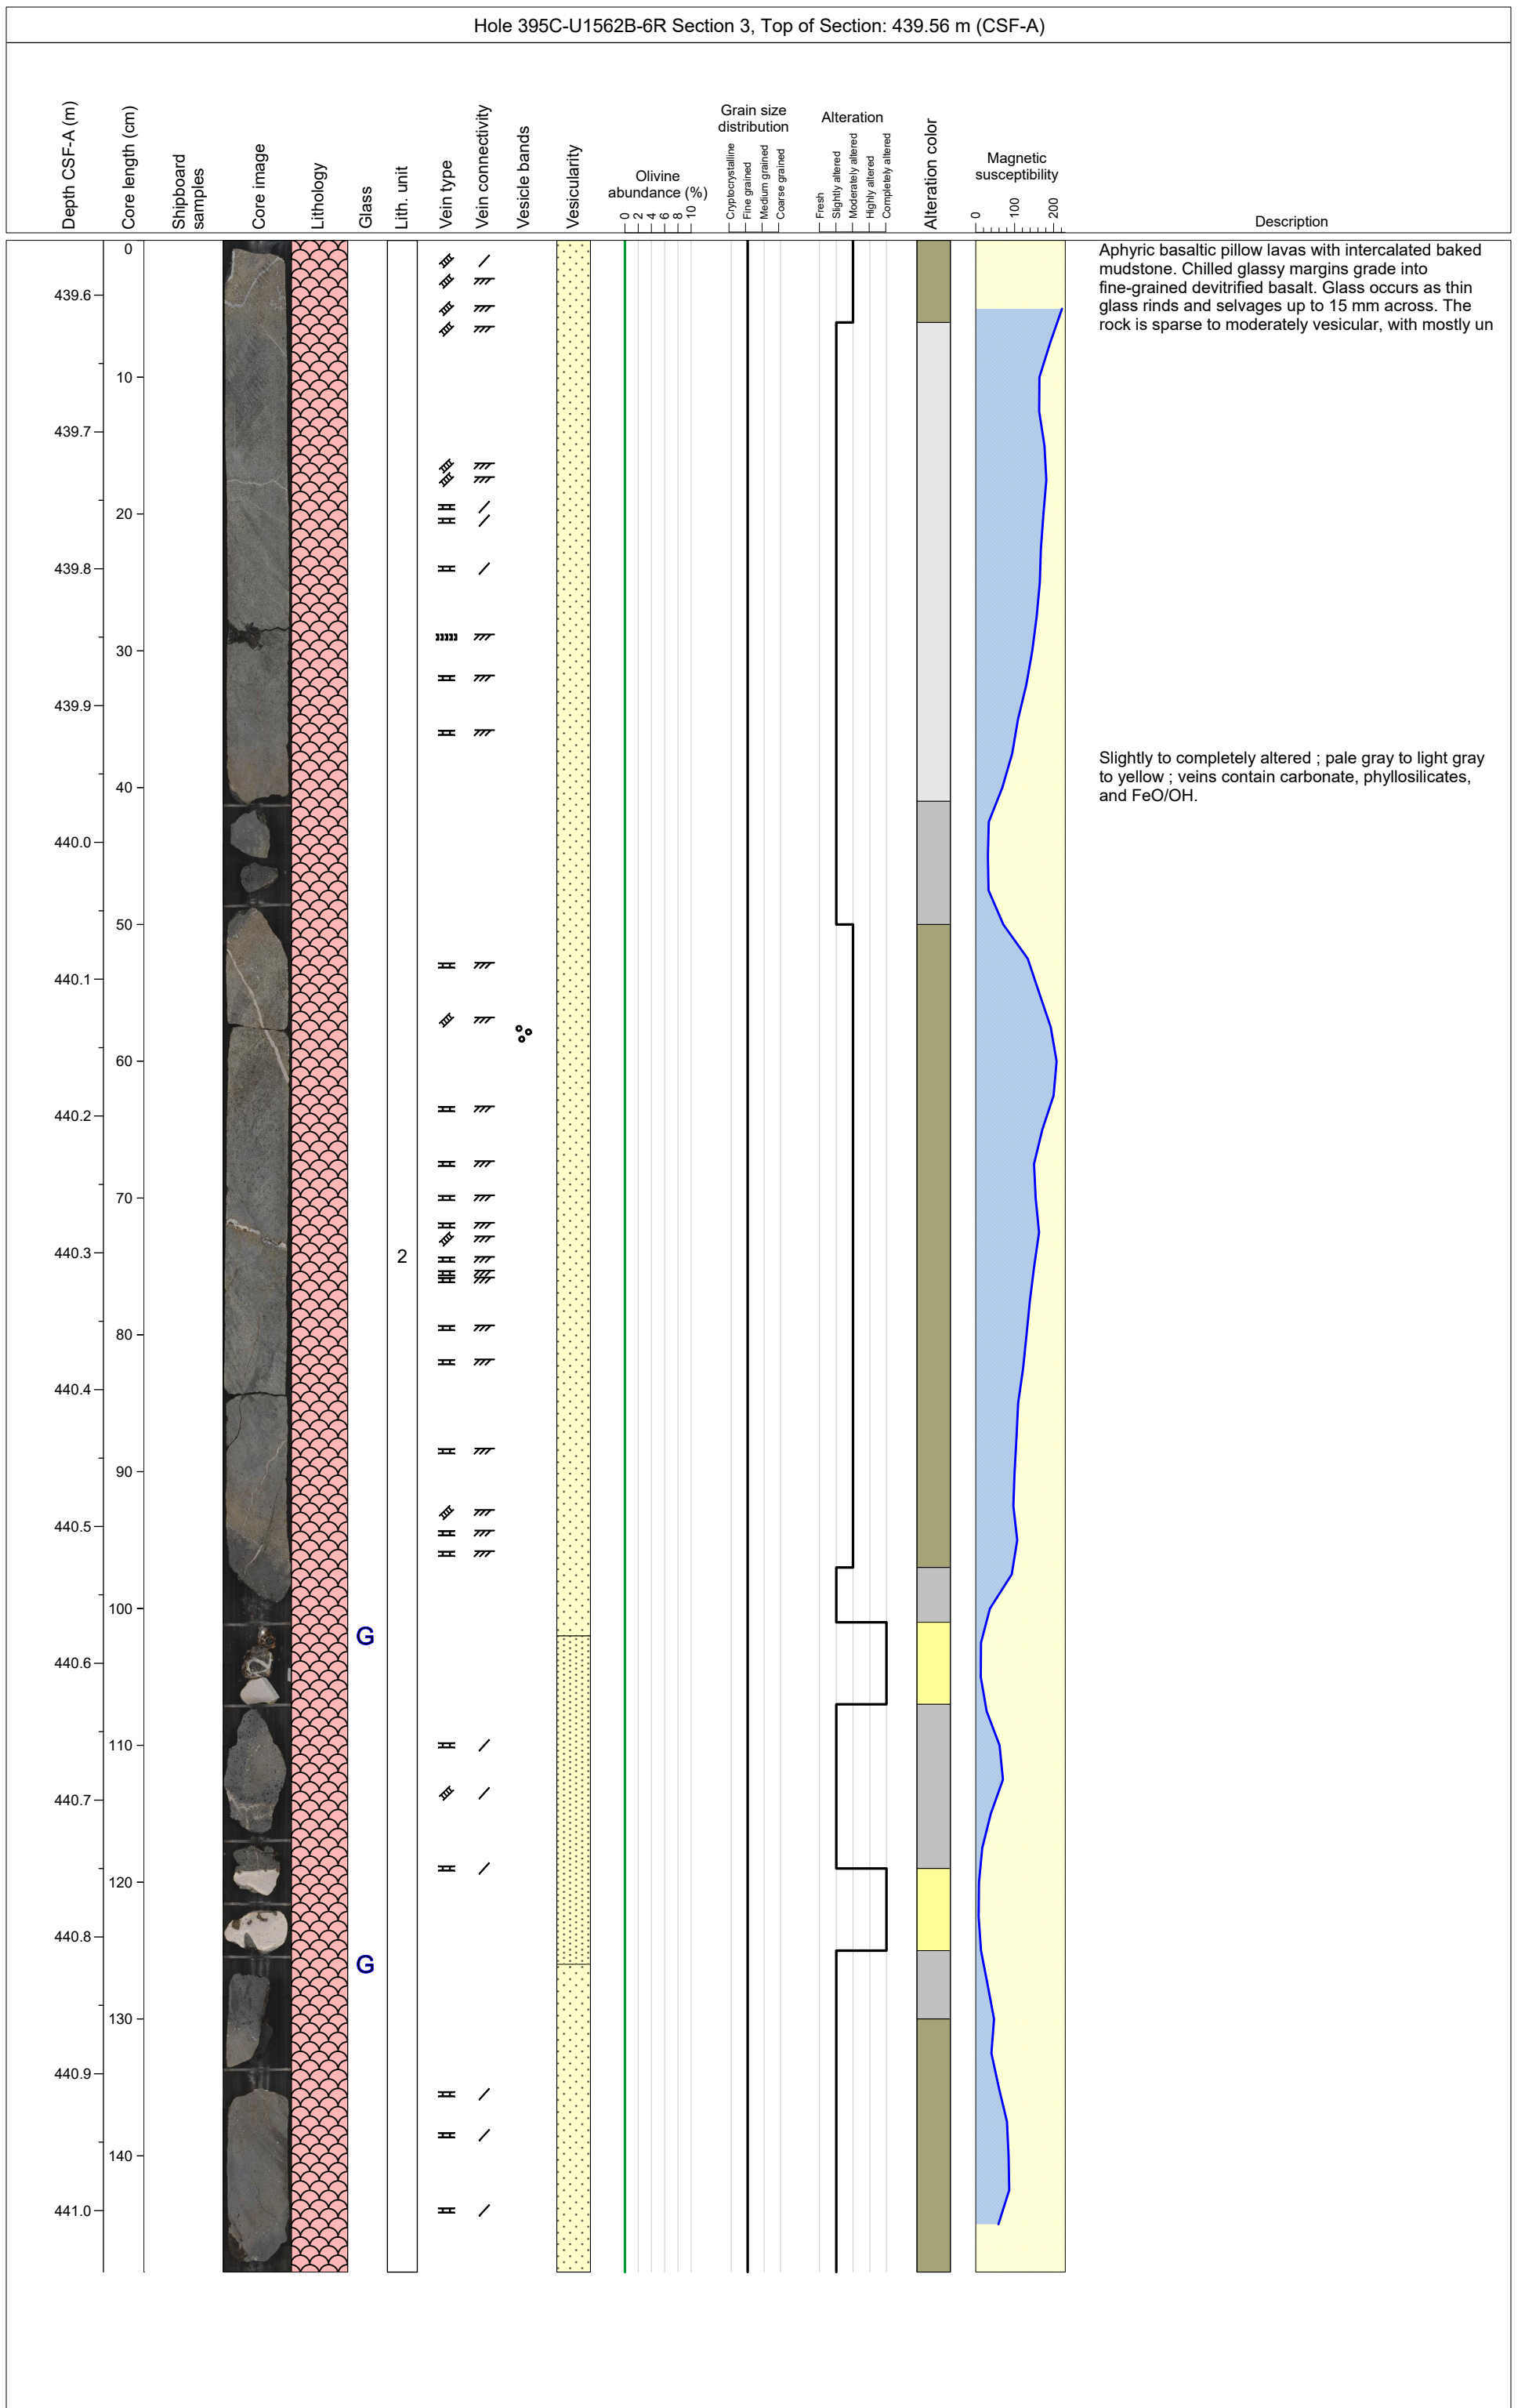 Hole 395C-U1562B-6R Section 3, Top of Section: 439.56 m (CSF-A)
Depth CSF-A (m)
Core length (cm)
Shipboard
samples
Core image
Lithology
Glass
Lith. unit
Vein type
Vein connectivity
Vesicle bands
Vesicularity
Olivine
abundance (%)
0 2 4 6 8 10
Grain size
distribution
Cryptocrystalline
Fine grained
Medium grained
Coarse grained
Alteration
Fresh
Slightly altered
Moderately altered
Highly altered
Completely altered
Alteration color
Magnetic
susceptibility
0 100 200
Description
0
439.6
10
439.7
20
439.8
30
439.9
40
440.0
50
440.1
60
440.2
70
440.3
80
440.4
90
440.5
100
440.6
110
440.7
120
440.8
130
440.9
140
441.0
G
G
2
Aphyric basaltic pillow lavas with intercalated baked
mudstone. Chilled glassy margins grade into
fine-grained devitrified basalt. Glass occurs as thin
glass rinds and selvages up to 15 mm across. The
rock is sparse to moderately vesicular, with mostly un
Slightly to completely altered ; pale gray to light gray
to yellow ; veins contain carbonate, phyllosilicates,
and FeO/OH.